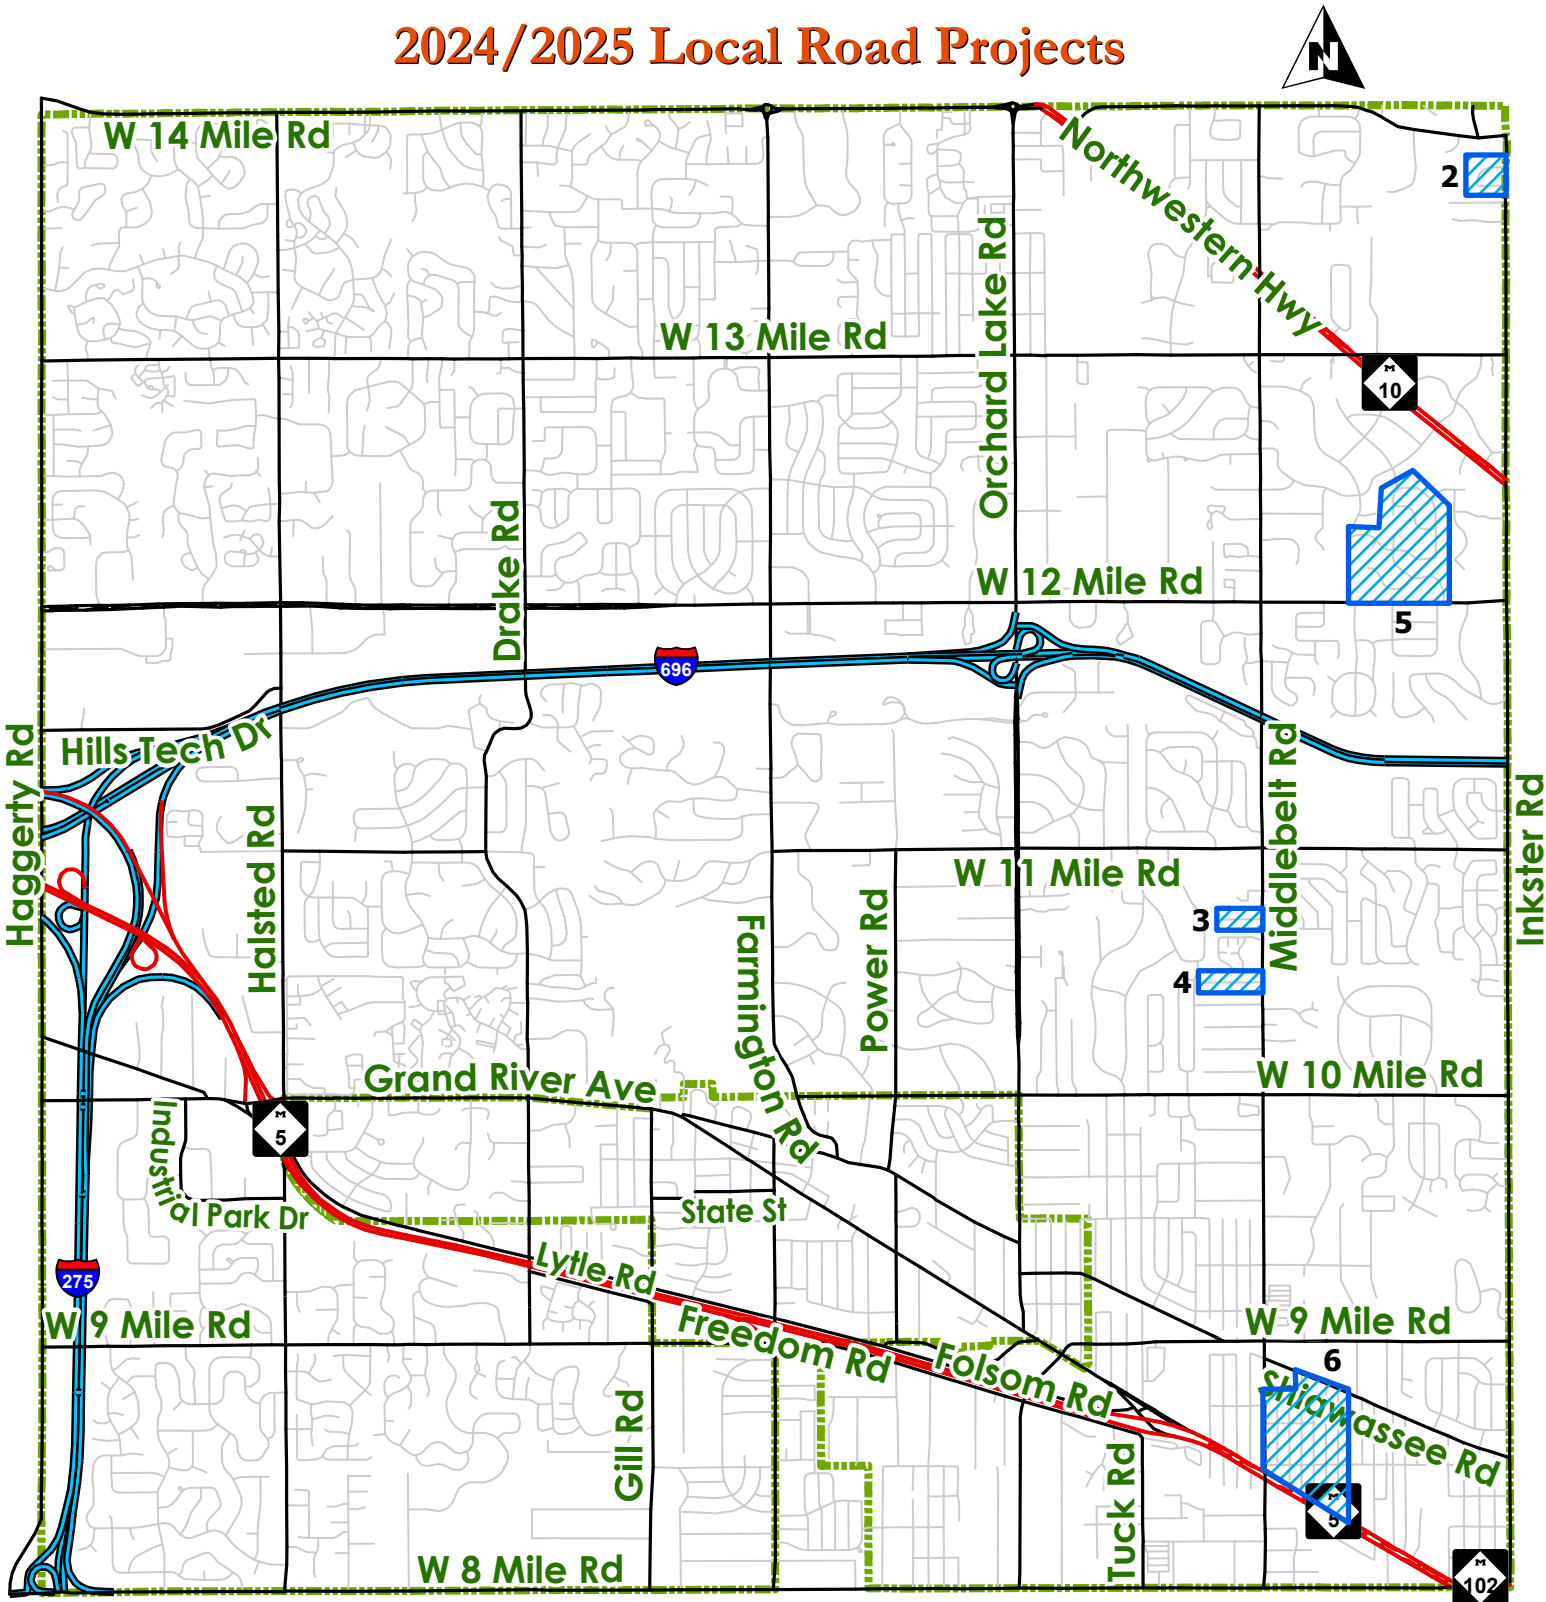 2024/2025 Local Road Projects
N
W 14 Mile Rd
Northwestern Hwy
2
Orchard Lake Rd
W 13 Mile Rd
M
10
Drake Rd
W 12 Mile Rd
5
696
Haggerty Rd
Hills Tech Dr
Halsted Rd
Middlebelt Rd
Inkster Rd
W 11 Mile Rd
Farmington Rd
Power Rd
3
4
Grand River Ave
W 10 Mile Rd
M
5
Industrial Park Dr
State St
Lytle Rd
275
W 9 Mile Rd
Freedom Rd
Folsom Rd
W 9 Mile Rd
6
Shiawassee Rd
Gill Rd
Tuck Rd
M
5
W 8 Mile Rd
M
102